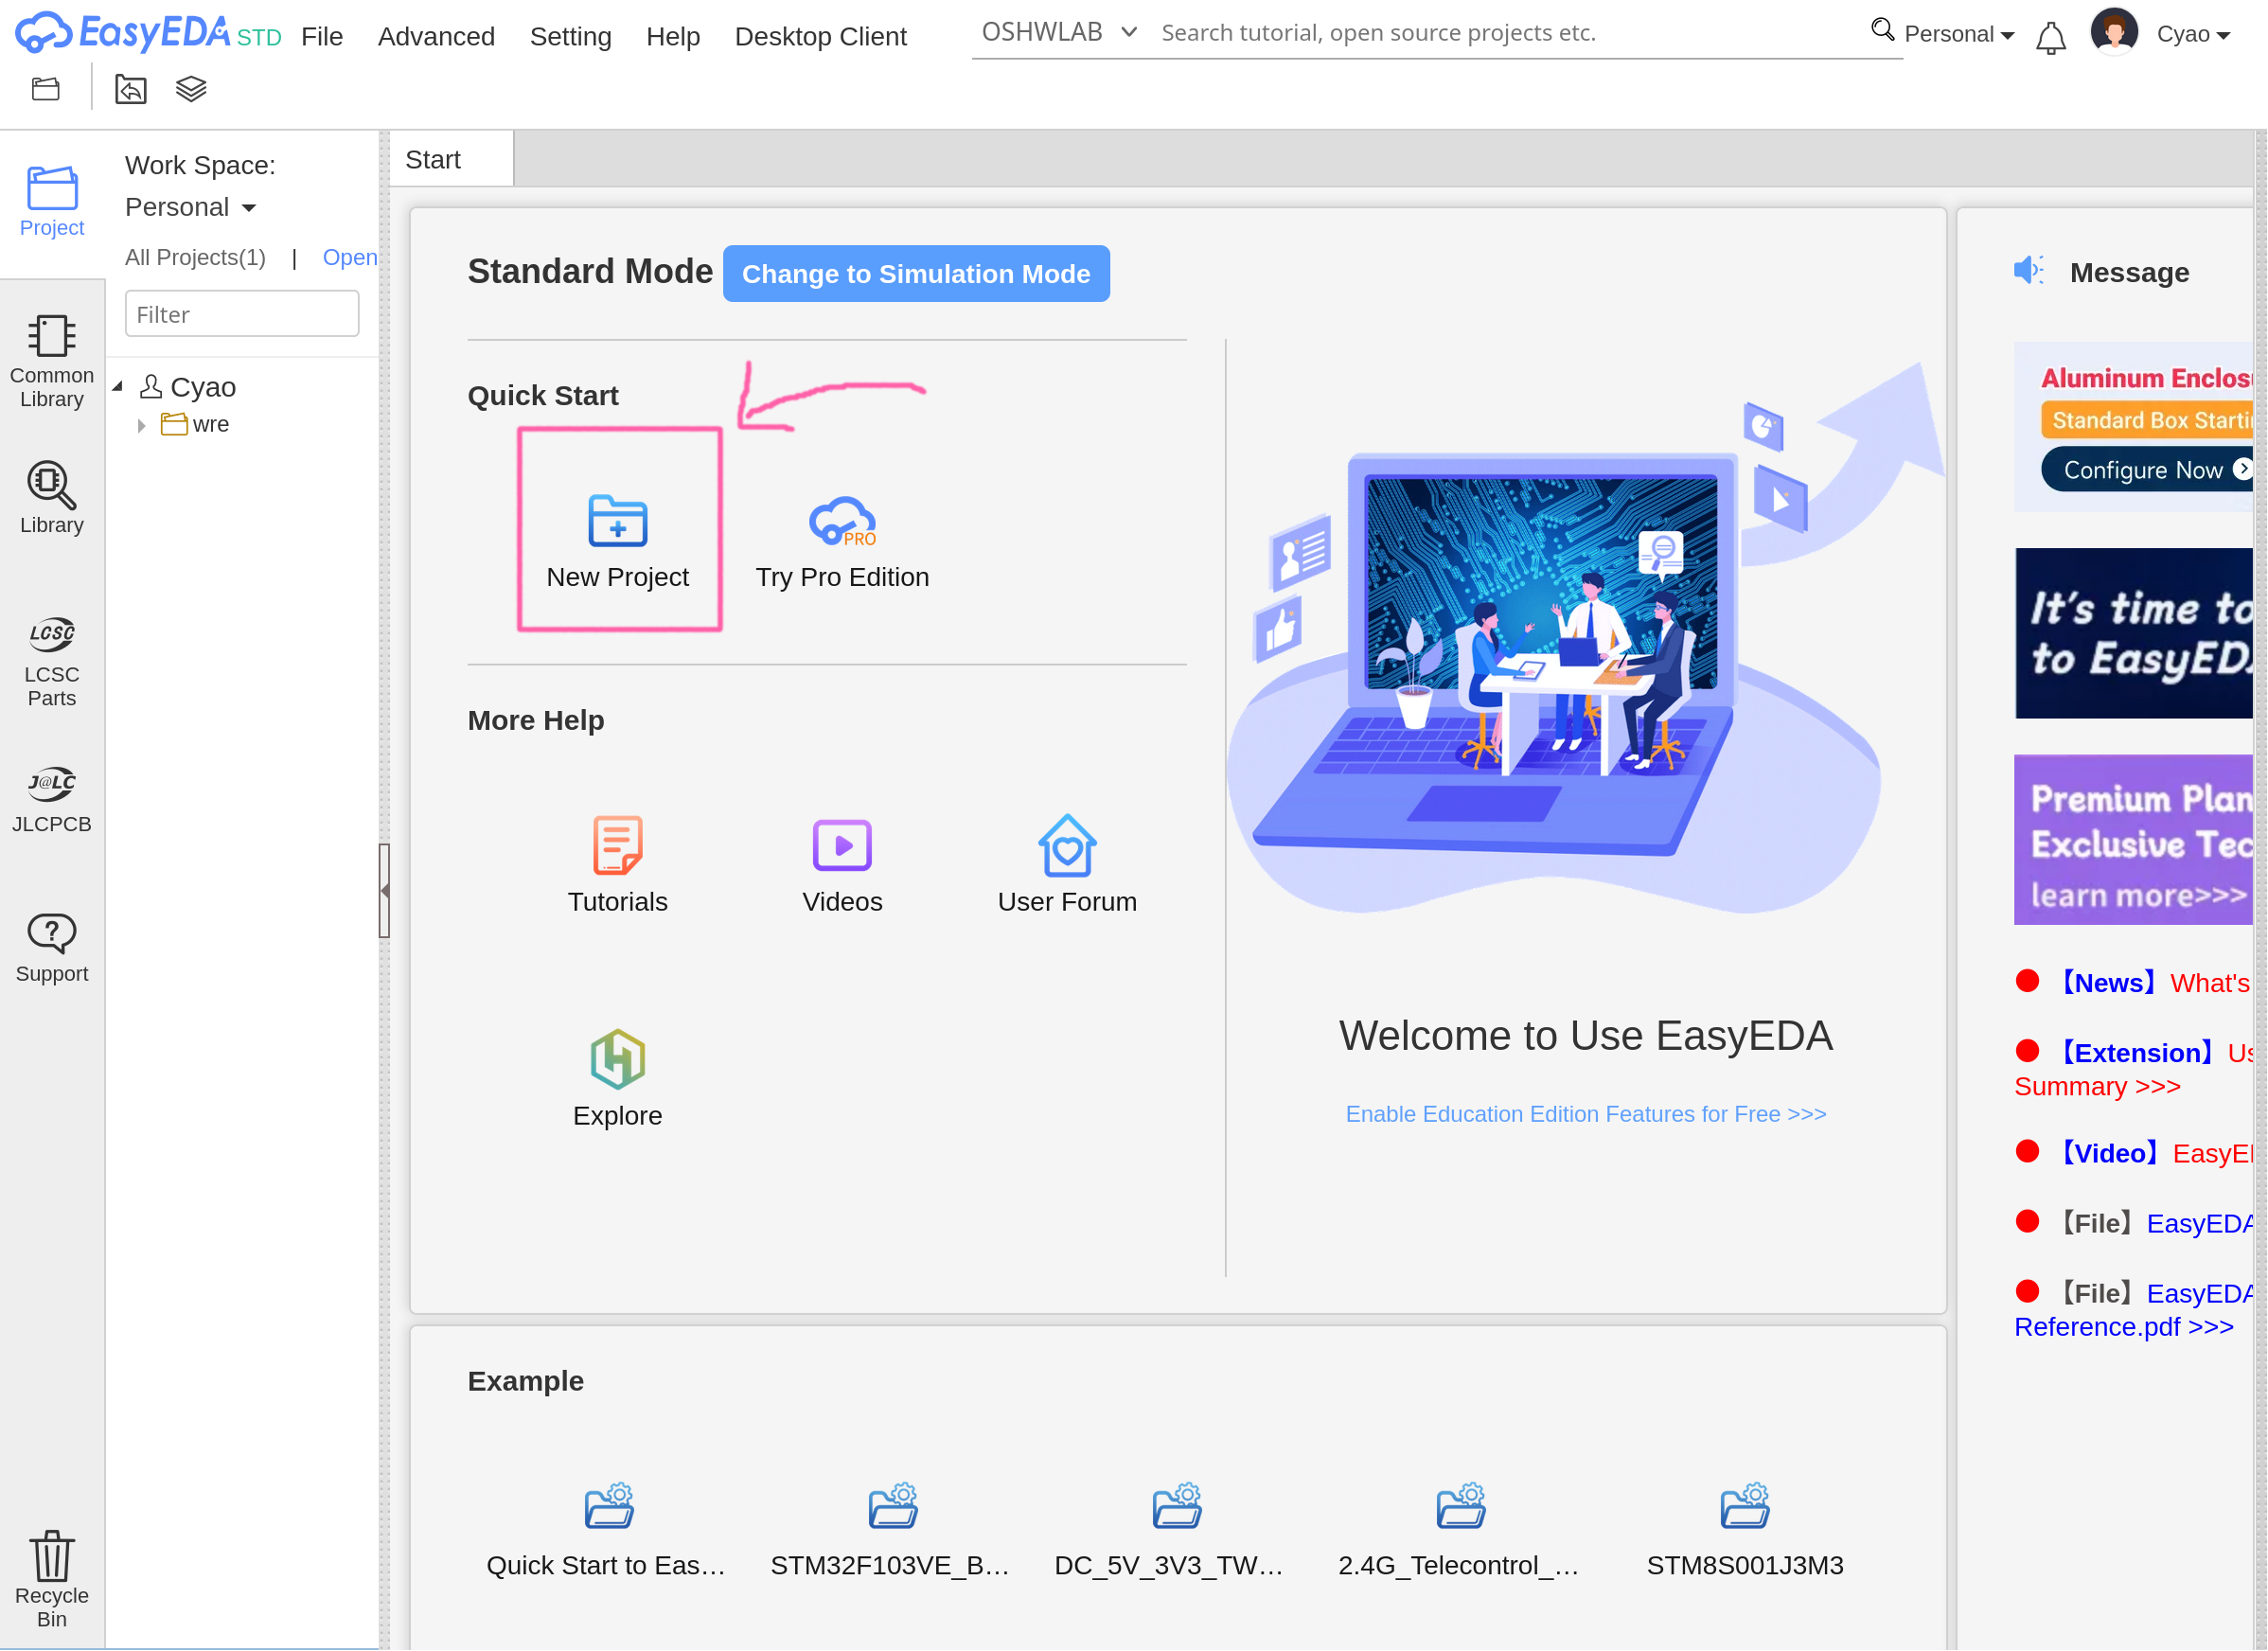 EasyEDA STD File Advanced Setting Help Desktop Client OSHWLAB Search tutorial, open source projects etc. Personal Cyao
Project
Common
Library
Library
LCSC
LCSC
Parts
J@LC
JLCPCB
Support
Recycle
Bin
Work Space:
Personal
All Projects(1) | Open
Filter
Cyao
wre
Start
Standard Mode Change to Simulation Mode
Quick Start
PRO
New Project Try Pro Edition
More Help
Tutorials Videos User Forum
Explore
Welcome to Use EasyEDA
Enable Education Edition Features for Free >>>
Example
Quick Start to Eas… STM32F103VE_B… DC_5V_3V3_TW… 2.4G_Telecontrol_… STM8S001J3M3
Message
Aluminum Enclosu
Standard Box Starti
Configure Now
It's time to
to EasyED
Premium Plan
Exclusive Tec
learn more>>>
【News】What's
【Extension】Us
Summary >>>
【Video】EasyE
【File】EasyEDA
【File】EasyEDA
Reference.pdf >>>